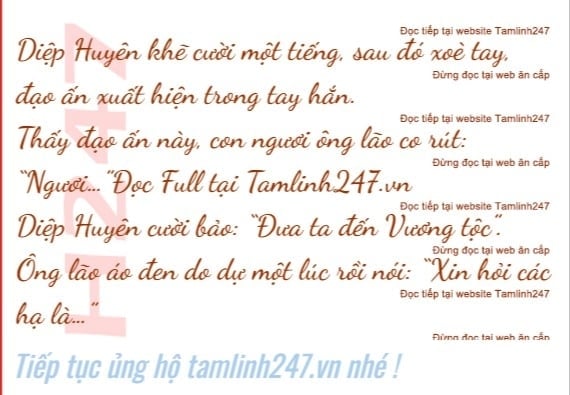 Đọc tiếp tại website Tamlinh247
Diệp Huyên khẽ cười một tiếng, sau đó xoè tay,
Đừng đọc tại web ăn cắp
đạo ấn xuất hiện trong tay hắn.
Đọc tiếp tại website Tamlinh247
Thấy đạo ấn này, con ngươi ông lão co rút:
Đừng đọc tại web ăn cắp
“Ngươi...”Đọc Full tại Tamlinh247.vn
Đọc tiếp tại website Tamlinh247
Diệp Huyên cười bảo: “Đưa ta đến Vương tộc”.
Đừng đọc tại web ăn cắp
Ông lão áo đen do dự một lúc rồi nói: “Xin hỏi các
Đọc tiếp tại website Tamlinh247
hạ là...”
Đừng đọc tại web ăn cắp
H247
Tiếp tục ủng hộ tamlinh247.vn nhé !